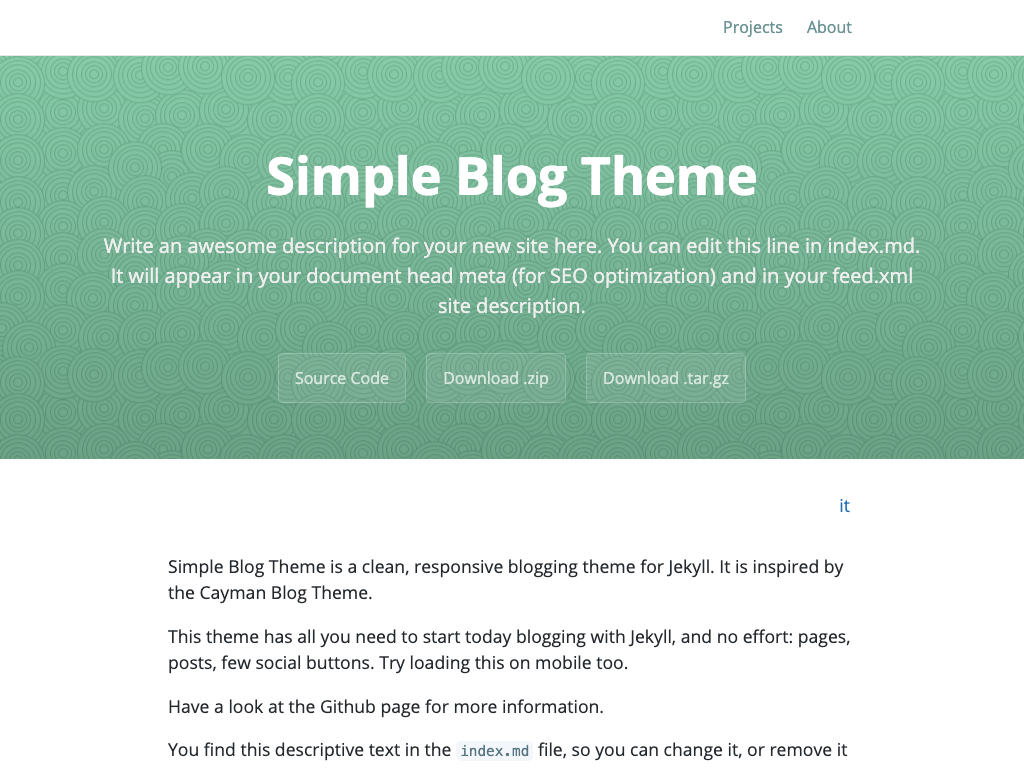 Projects About
Simple Blog Theme
Write an awesome description for your new site here. You can edit this line in index.md.
It will appear in your document head meta (for SEO optimization) and in your feed.xml
site description.
Source Code Download .zip Download .tar.gz
it
Simple Blog Theme is a clean, responsive blogging theme for Jekyll. It is inspired by
the Cayman Blog Theme.
This theme has all you need to start today blogging with Jekyll, and no effort: pages,
posts, few social buttons. Try loading this on mobile too.
Have a look at the Github page for more information.
You find this descriptive text in the index.md file, so you can change it, or remove it